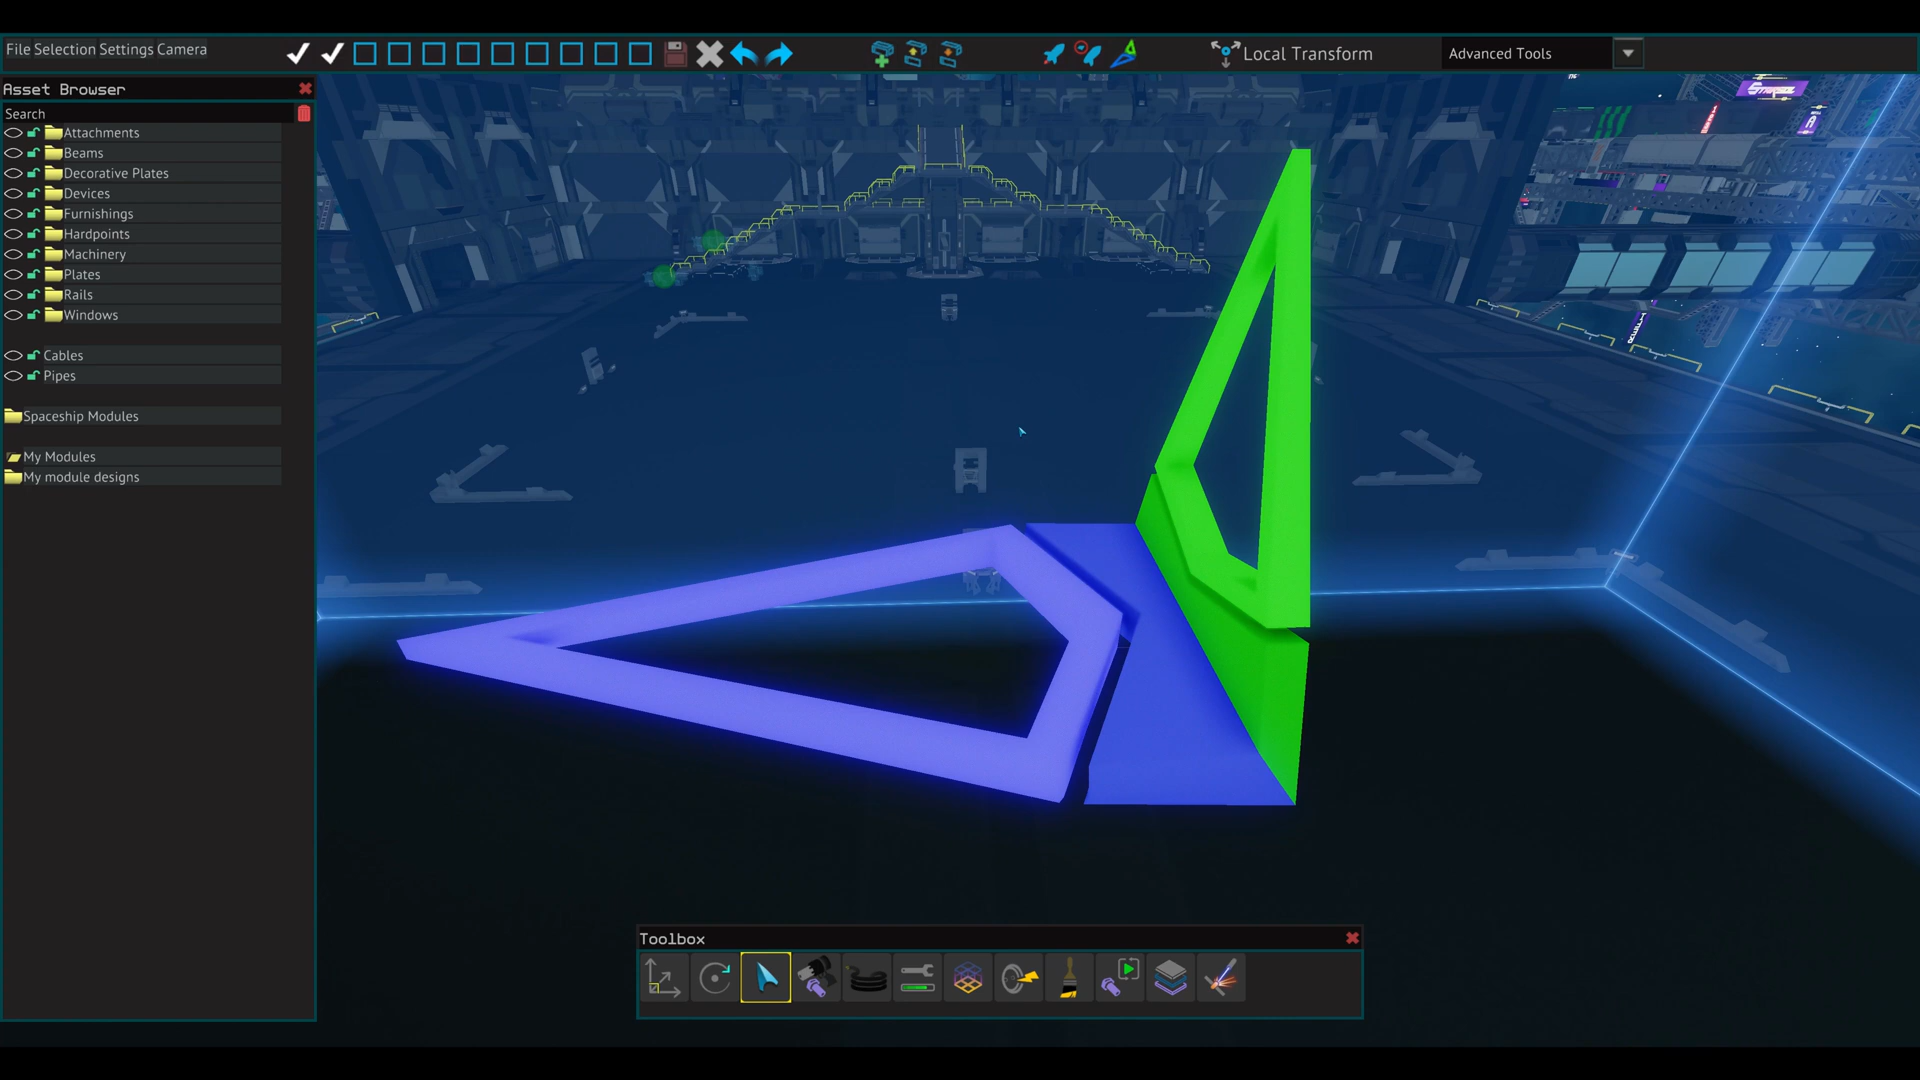 File Selection Settings Camera
Local Transform
Advanced Tools
Asset Browser
Search
Attachments
Beams
Decorative Plates
Devices
Furnishings
Hardpoints
Machinery
Plates
Rails
Windows
Cables
Pipes
Spaceship Modules
My Modules
My module designs
Toolbox